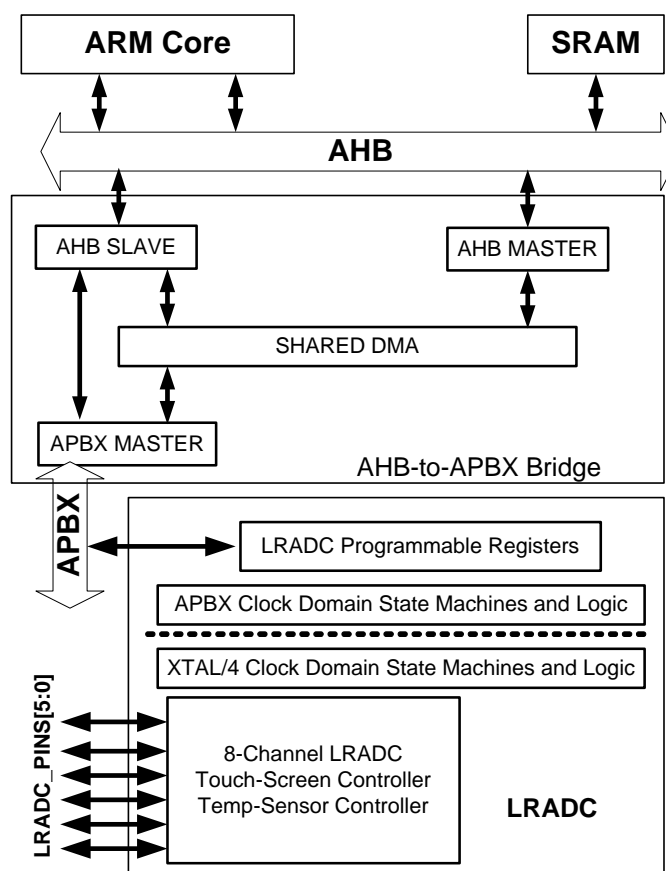 ARM Core
SRAM
AHB
AHB SLAVE
AHB MASTER
SHARED DMA
APBX MASTER
AHB-to-APBX Bridge
APBX
LRADC Programmable Registers
APBX Clock Domain State Machines and Logic
XTAL/4 Clock Domain State Machines and Logic
LRADC_PINS[5:0]
8-Channel LRADC
Touch-Screen Controller
Temp-Sensor Controller
LRADC